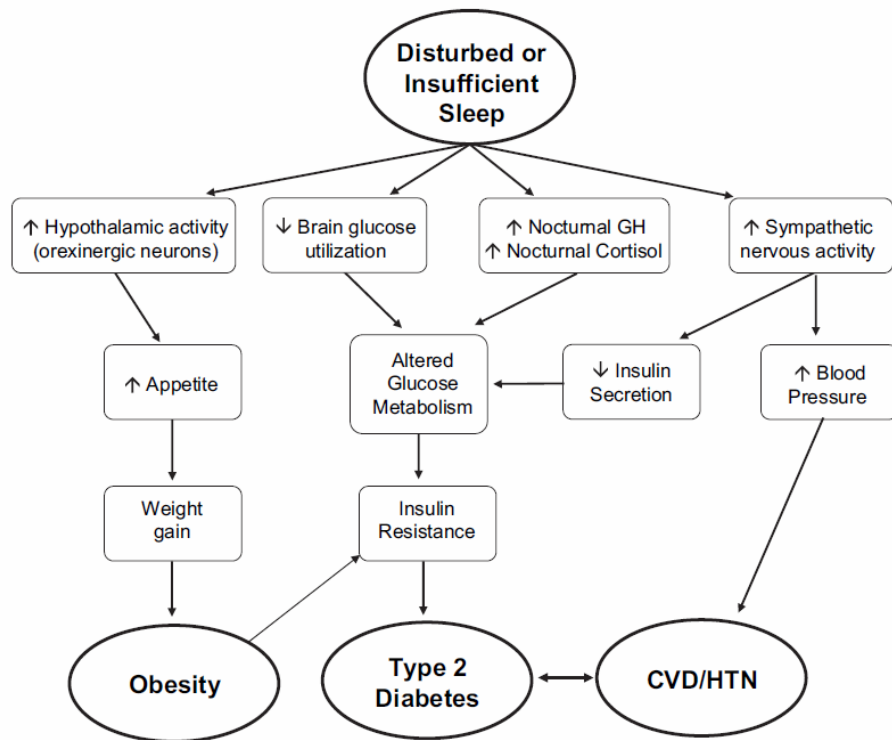 Disturbed or
Insufficient
Sleep
↑ Hypothalamic activity
(orexinergic neurons)
↓ Brain glucose
utilization
↑ Nocturnal GH
↑ Nocturnal Cortisol
↑ Sympathetic
nervous activity
↑ Appetite
Altered
Glucose
Metabolism
↓ Insulin
Secretion
↑ Blood
Pressure
Weight
gain
Insulin
Resistance
Obesity
Type 2
Diabetes
CVD/HTN